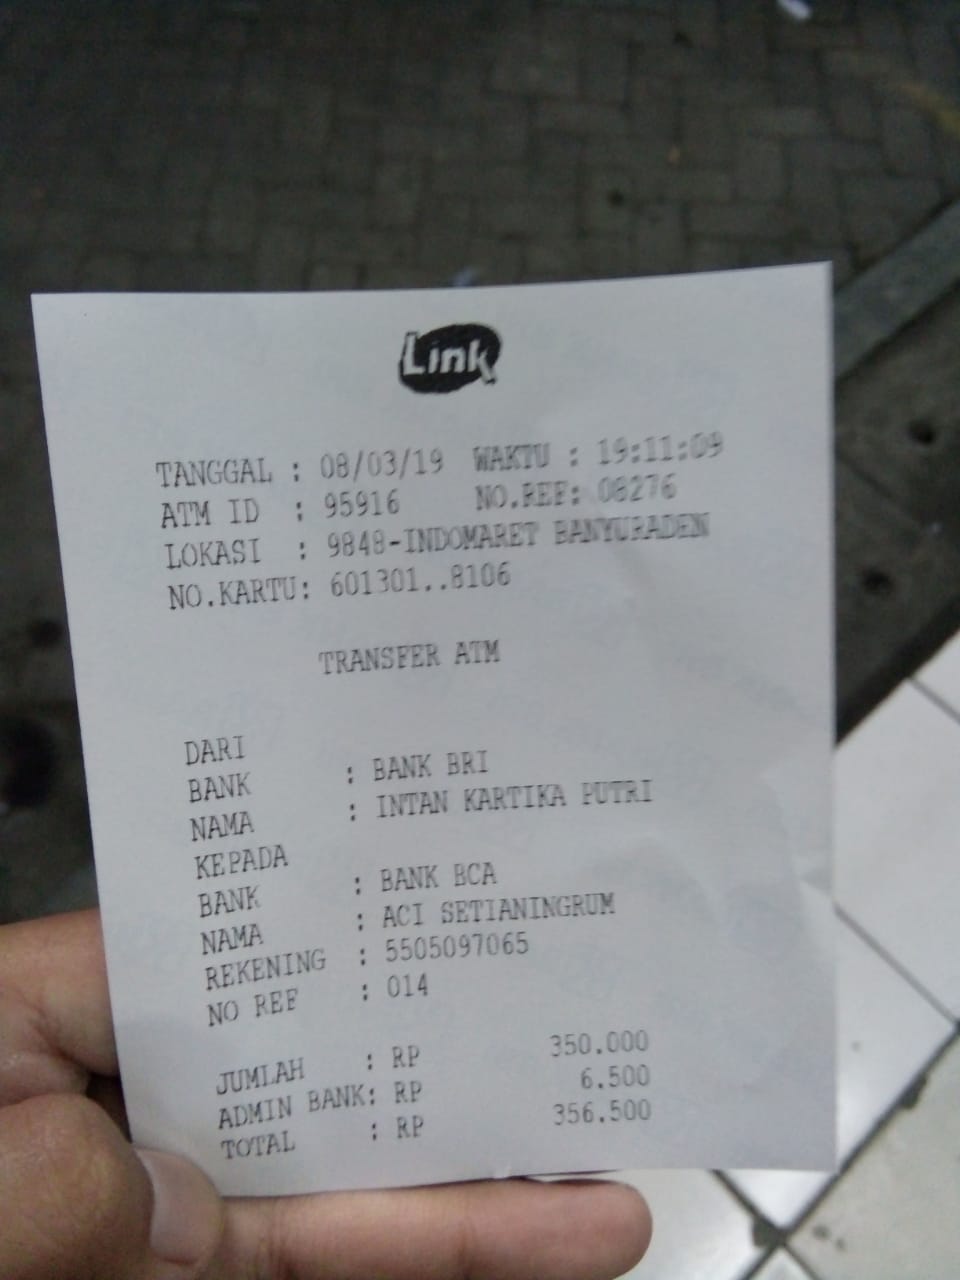 Link
TANGGAL : 08/03/19 WAKTU : 19:11:09
ATM ID : 95916 NO.REF: 08276
LOKASI : 9848-INDOMARET BANYURADEN
NO.KARTU: 601301..8106
TRANSFER ATM
DARI
BANK : BANK BRI
NAMA : INTAN KARTIKA PUTRI
KEPADA
BANK : BANK BCA
NAMA : ACI SETIANINGRUM
REKENING : 5505097065
NO REF : 014
JUMLAH : RP 350.000
ADMIN BANK: RP 6.500
TOTAL : RP 356.500